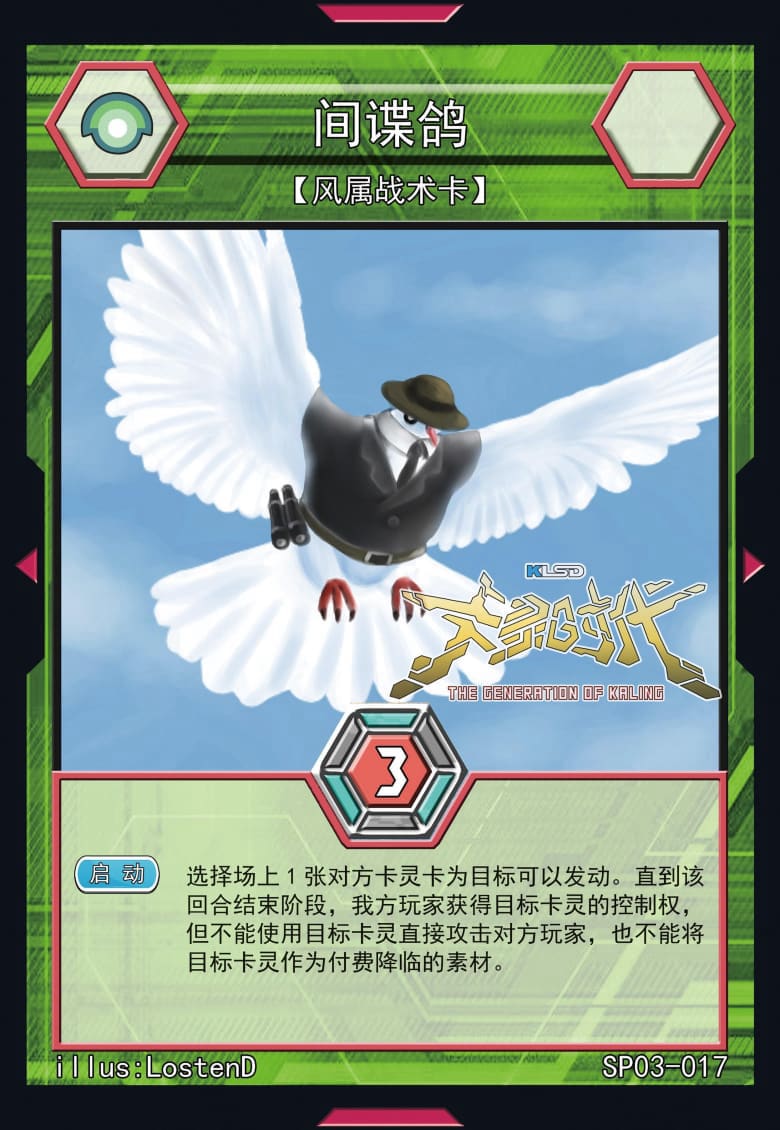 间谍鸽
【风属战术卡】
KLSD
卡灵时代
THE GENERATION OF KALING
3
启动
选择场上1张对方卡灵卡为目标可以发动。直到该
回合结束阶段，我方玩家获得目标卡灵的控制权，
但不能使用目标卡灵直接攻击对方玩家，也不能将
目标卡灵作为付费降临的素材。
illus:LostenD
SP03-017